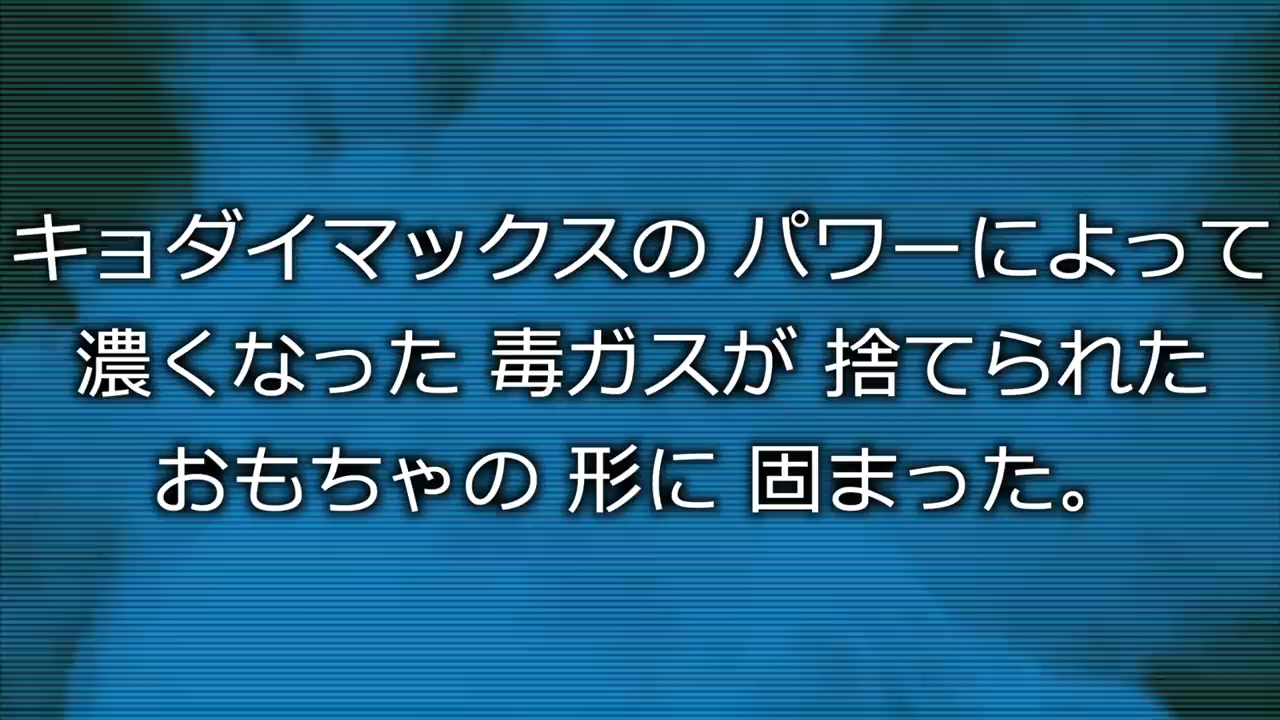 キョダイマックスの パワーによって
濃くなった 毒ガスが 捨てられた
おもちゃの 形に 固まった。